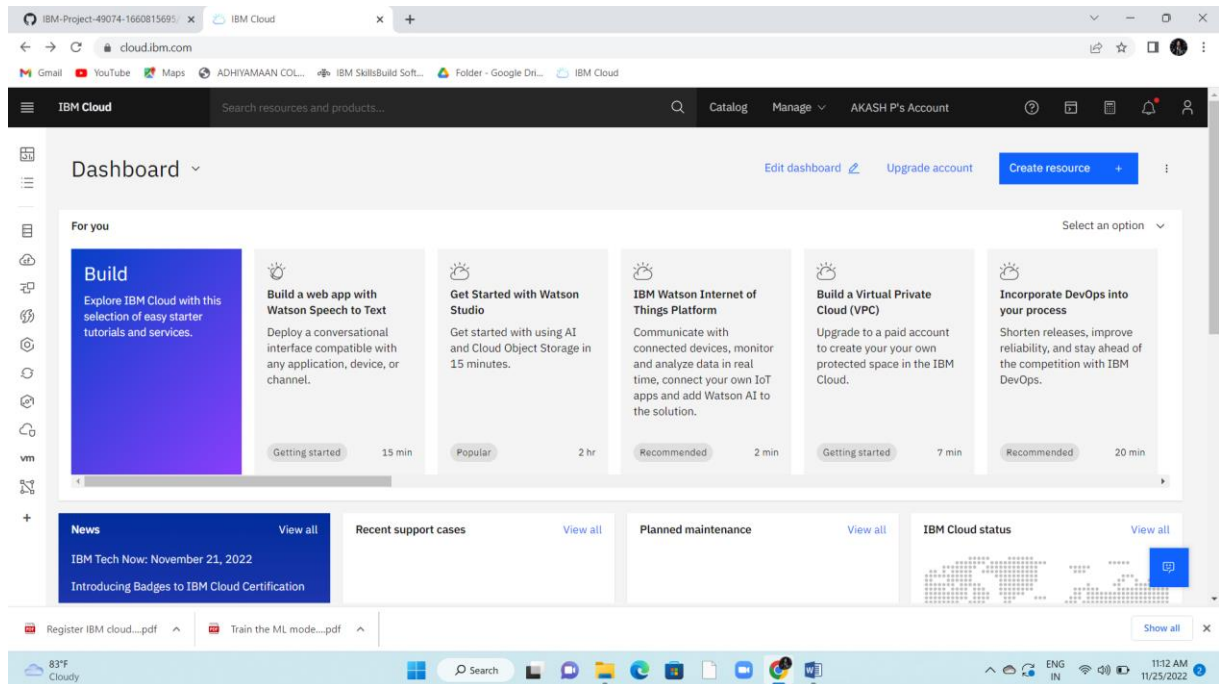 IBM-Project-49074-1660815695/
IBM Cloud
cloud.ibm.com
Gmail
YouTube
Maps
ADHIYAMAAN COL...
IBM SkillsBuild Soft...
Folder - Google Dri...
IBM Cloud
IBM Cloud
Search resources and products...
Catalog
Manage
AKASH P's Account
Dashboard
Edit dashboard
Upgrade account
Create resource +
For you
Select an option
Build
Explore IBM Cloud with this
selection of easy starter
tutorials and services.
Build a web app with
Watson Speech to Text
Deploy a conversational
interface compatible with
any application, device, or
channel.
Getting started
15 min
Get Started with Watson
Studio
Get started with using AI
and Cloud Object Storage in
15 minutes.
Popular
2 hr
IBM Watson Internet of
Things Platform
Communicate with
connected devices, monitor
and analyze data in real
time, connect your own IoT
apps and add Watson AI to
the solution.
Recommended
2 min
Build a Virtual Private
Cloud (VPC)
Upgrade to a paid account
to create your your own
protected space in the IBM
Cloud.
Getting started
7 min
Incorporate DevOps into
your process
Shorten releases, improve
reliability, and stay ahead of
the competition with IBM
DevOps.
Recommended
20 min
vm
News
View all
IBM Tech Now: November 21, 2022
Introducing Badges to IBM Cloud Certification
Recent support cases
View all
Planned maintenance
View all
IBM Cloud status
View all
Register IBM cloud....pdf
Train the ML mode....pdf
Show all
83°F
Cloudy
Search
ENG
IN
11:12 AM
11/25/2022
2